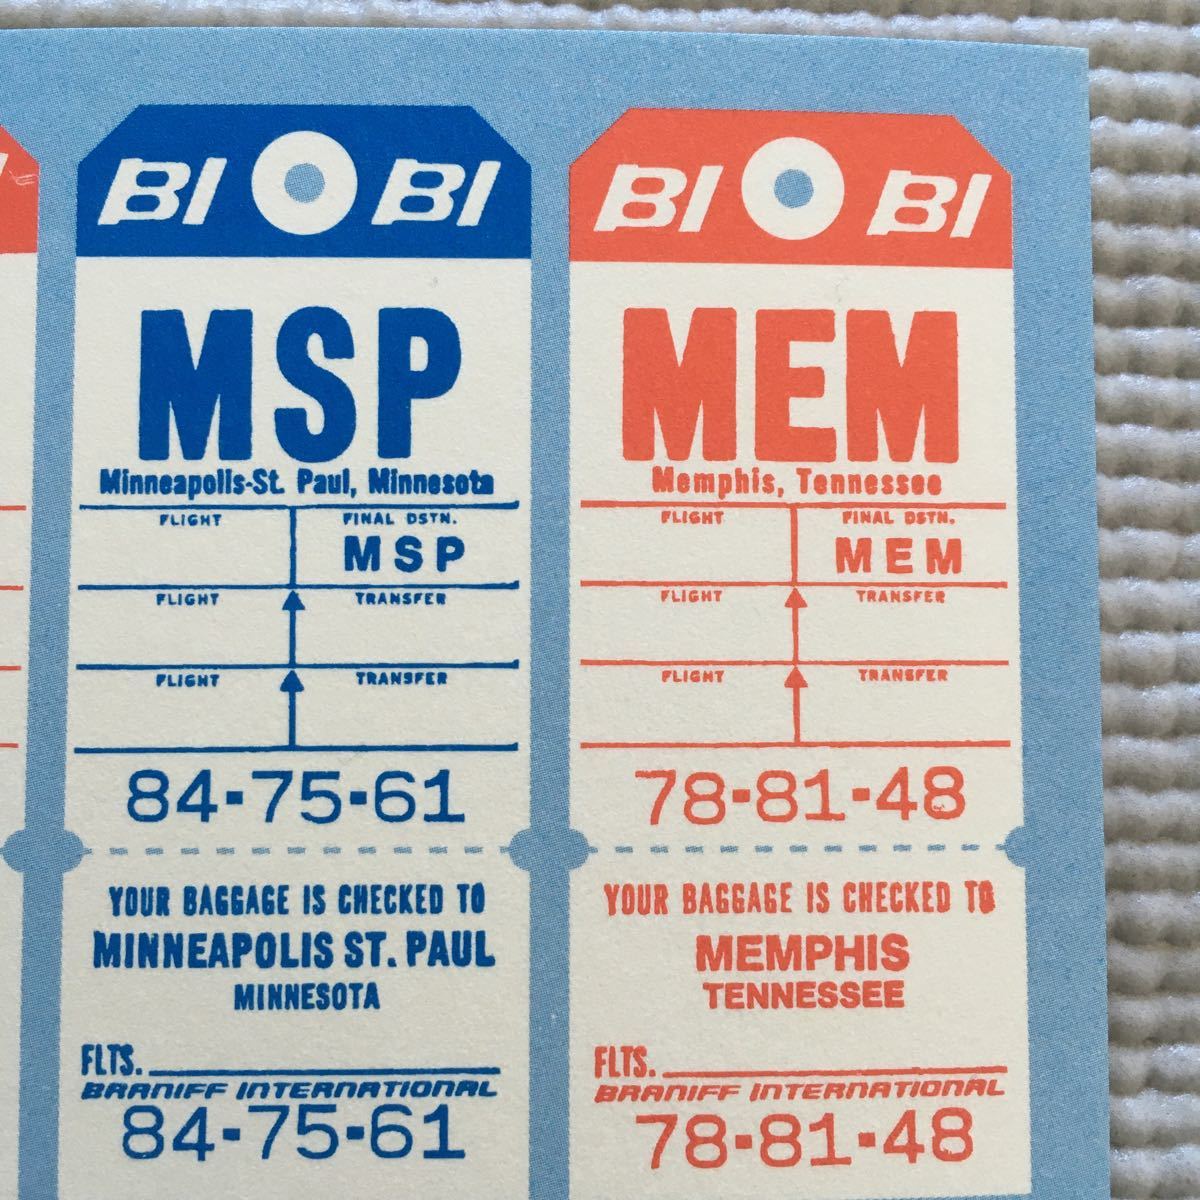 BI BI
MSP
Minneapolis-St. Paul, Minnesota
FLIGHT FINAL DSTN.
MSP
FLIGHT TRANSFER
FLIGHT TRANSFER
84-75-61
YOUR BAGGAGE IS CHECKED TO
MINNEAPOLIS ST. PAUL
MINNESOTA
FLTS.
BRANIFF INTERNATIONAL
84-75-61
BI BI
MEM
Memphis, Tennessee
FLIGHT FINAL DSTN.
MEM
FLIGHT TRANSFER
FLIGHT TRANSFER
78-81-48
YOUR BAGGAGE IS CHECKED TO
MEMPHIS
TENNESSEE
FLTS.
BRANIFF INTERNATIONAL
78-81-48